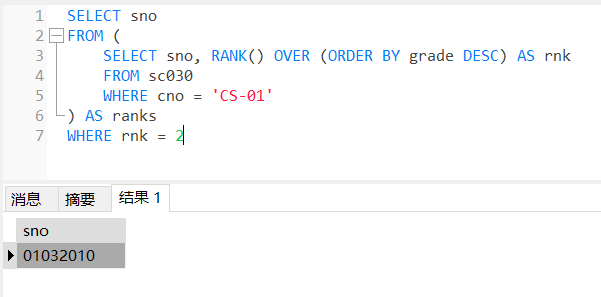 1 SELECT sno
2 FROM (
3 SELECT sno, RANK() OVER (ORDER BY grade DESC) AS rnk
4 FROM sc030
5 WHERE cno = 'CS-01'
6 ) AS ranks
7 WHERE rnk = 2
消息 摘要 结果 1
sno
01032010